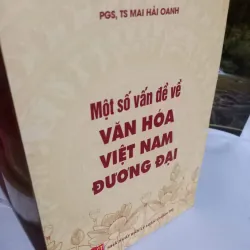 PGS, TS MAI HẢI OANH
Một số vấn đề về
VĂN HÓA
VIỆT NAM
ĐƯƠNG ĐẠI